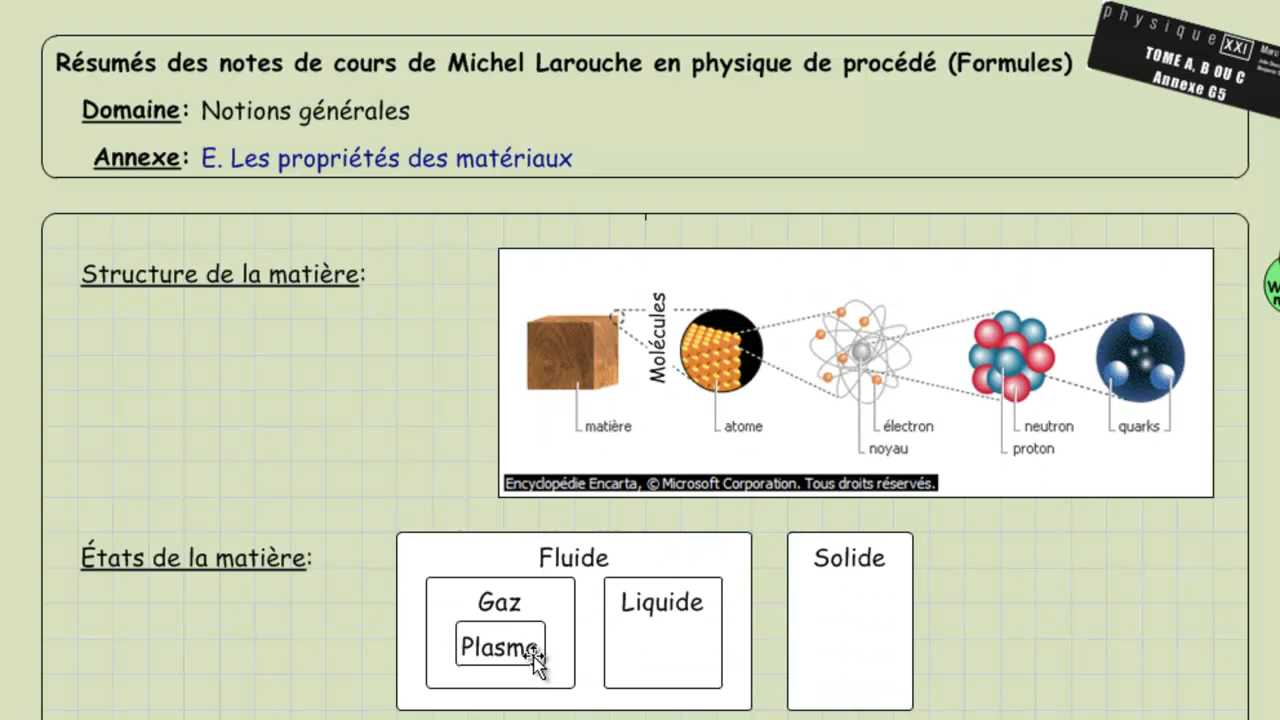 physique XXI
Marc
TOME A, B OU C
Annexe G5
Résumés des notes de cours de Michel Larouche en physique de procédé (Formules)
Domaine: Notions générales
Annexe: E. Les propriétés des matériaux
Structure de la matière:
Molécules
matière
atome
électron
noyau
neutron
proton
quarks
Encyclopédie Encarta, © Microsoft Corporation. Tous droits réservés.
États de la matière:
Fluide
Solide
Gaz
Liquide
Plasma